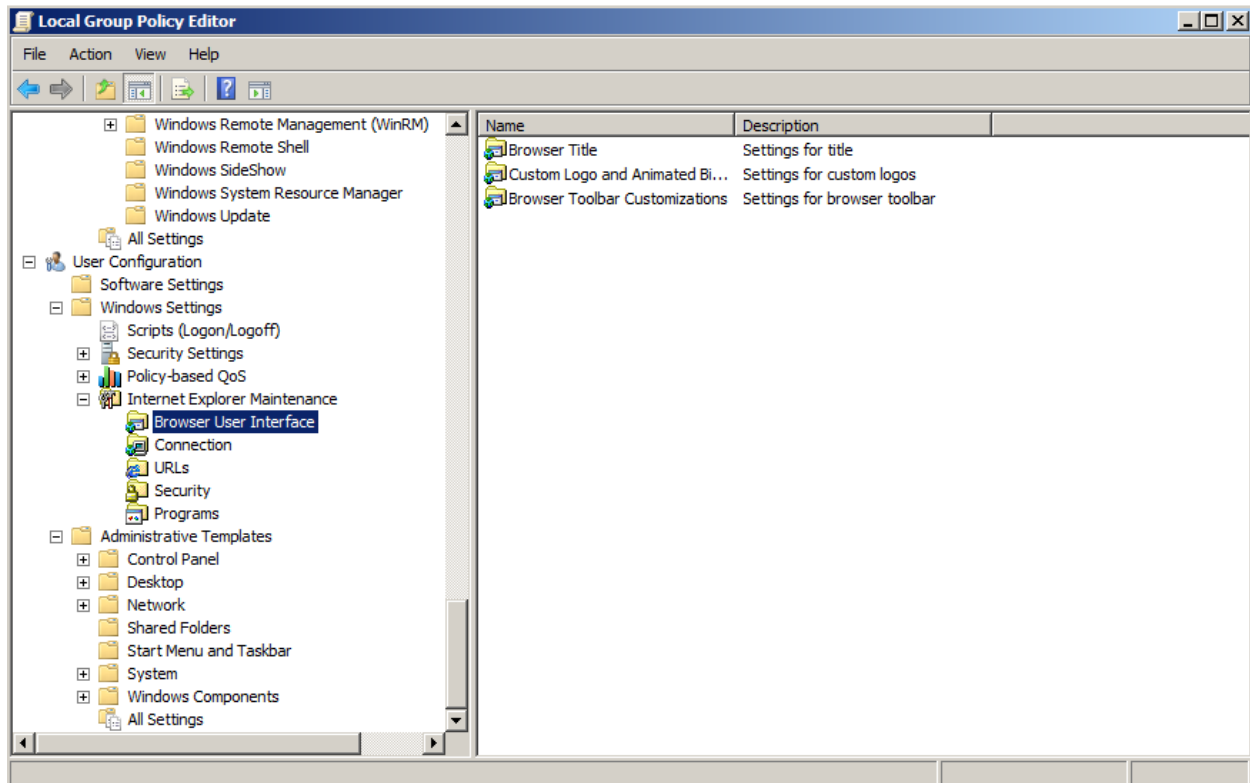 Local Group Policy Editor
File Action View Help
Windows Remote Management (WinRM)
Windows Remote Shell
Windows SideShow
Windows System Resource Manager
Windows Update
All Settings
User Configuration
Software Settings
Windows Settings
Scripts (Logon/Logoff)
Security Settings
Policy-based QoS
Internet Explorer Maintenance
Browser User Interface
Connection
URLs
Security
Programs
Administrative Templates
Control Panel
Desktop
Network
Shared Folders
Start Menu and Taskbar
System
Windows Components
All Settings
Name Description
Browser Title Settings for title
Custom Logo and Animated Bi... Settings for custom logos
Browser Toolbar Customizations Settings for browser toolbar